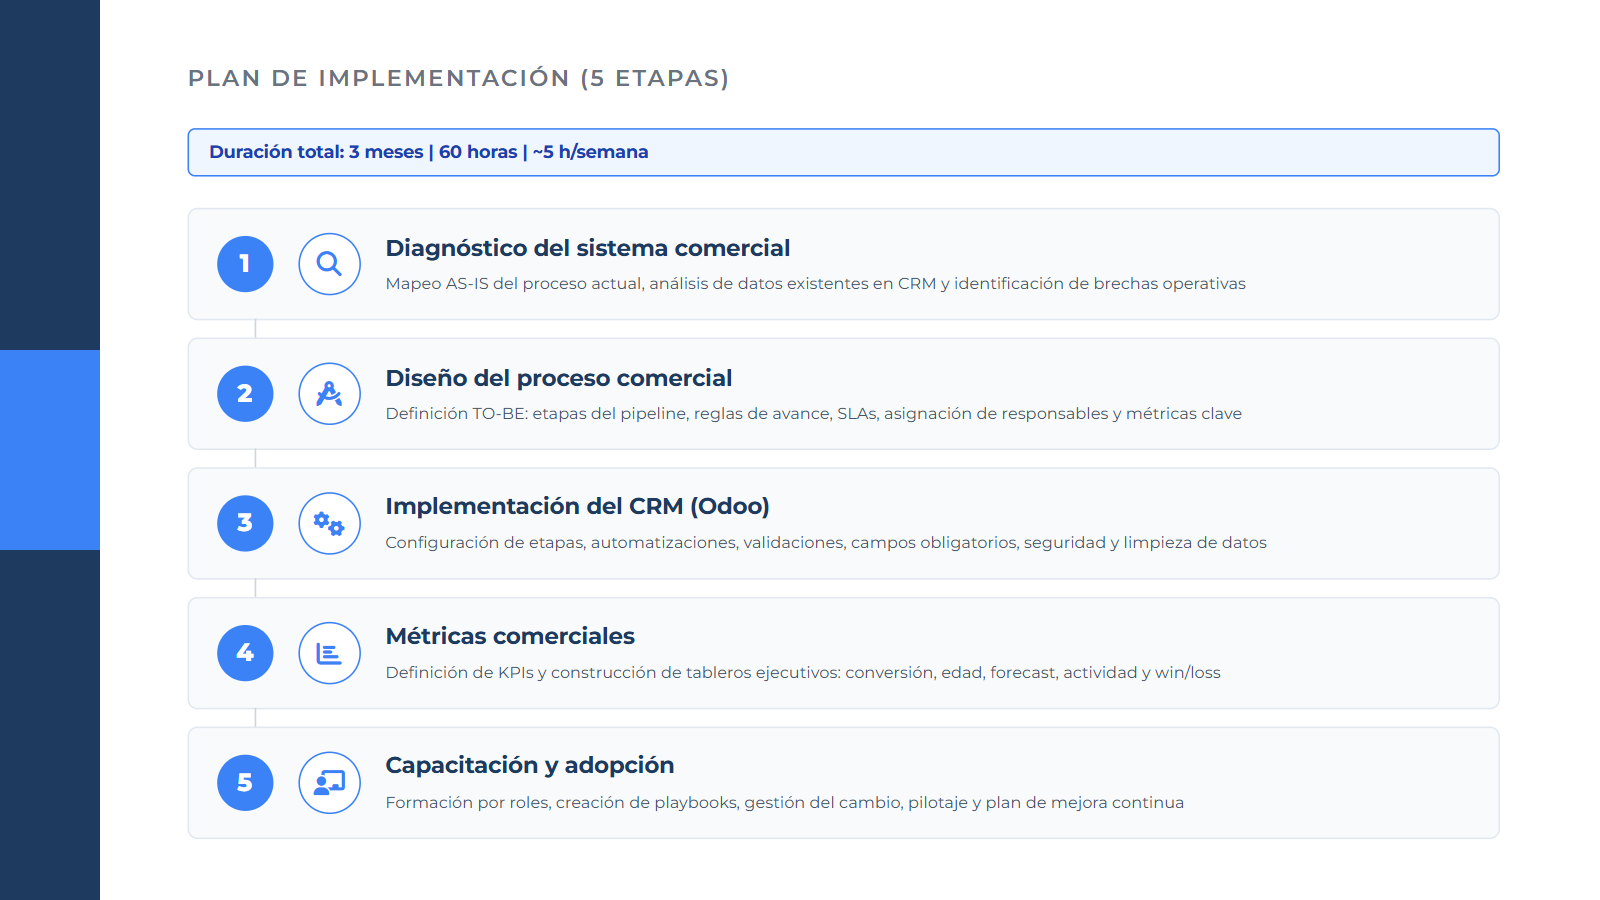 PLAN DE IMPLEMENTACIÓN (5 ETAPAS)
Duración total: 3 meses | 60 horas | ~5 h/semana
1
Diagnóstico del sistema comercial
Mapeo AS-IS del proceso actual, análisis de datos existentes en CRM y identificación de brechas operativas
2
Diseño del proceso comercial
Definición TO-BE: etapas del pipeline, reglas de avance, SLAs, asignación de responsables y métricas clave
3
Implementación del CRM (Odoo)
Configuración de etapas, automatizaciones, validaciones, campos obligatorios, seguridad y limpieza de datos
4
Métricas comerciales
Definición de KPIs y construcción de tableros ejecutivos: conversión, edad, forecast, actividad y win/loss
5
Capacitación y adopción
Formación por roles, creación de playbooks, gestión del cambio, pilotaje y plan de mejora continua